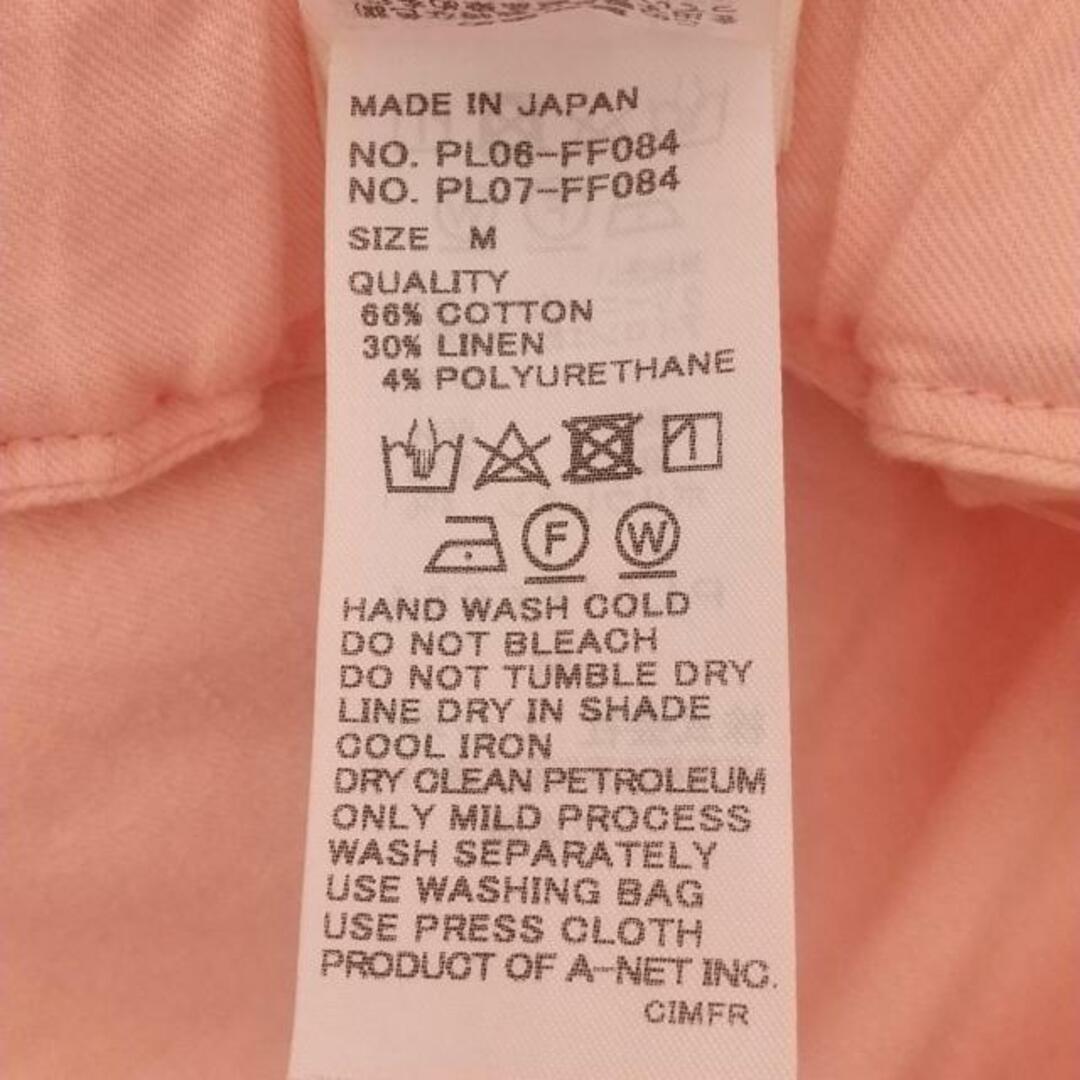 MADE IN JAPAN
NO. PL06-FF084
NO. PL07-FF084
SIZE M
QUALITY
66% COTTON
30% LINEN
4% POLYURETHANE
F W
HAND WASH COLD
DO NOT BLEACH
DO NOT TUMBLE DRY
LINE DRY IN SHADE
COOL IRON
DRY CLEAN PETROLEUM
ONLY MILD PROCESS
WASH SEPARATELY
USE WASHING BAG
USE PRESS CLOTH
PRODUCT OF A-NET INC.
CIMFR